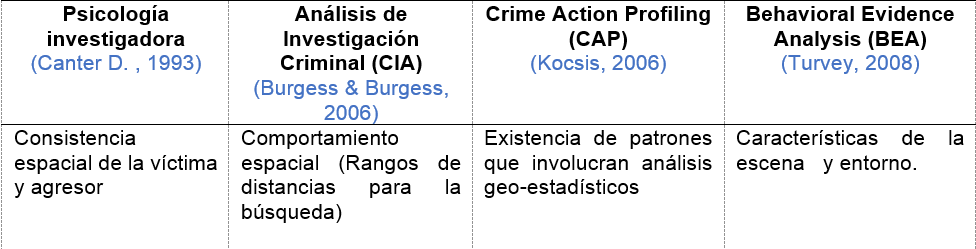 Psicología
investigadora
(Canter D. , 1993)
Análisis de
Investigación
Criminal (CIA)
(Burgess & Burgess,
2006)
Crime Action Profiling
(CAP)
(Kocsis, 2006)
Behavioral Evidence
Analysis (BEA)
(Turvey, 2008)
Consistencia
espacial de la víctima
y agresor
Comportamiento
espacial (Rangos de
distancias para la
búsqueda)
Existencia de patrones
que involucran análisis
geo-estadísticos
Características de la
escena y entorno.